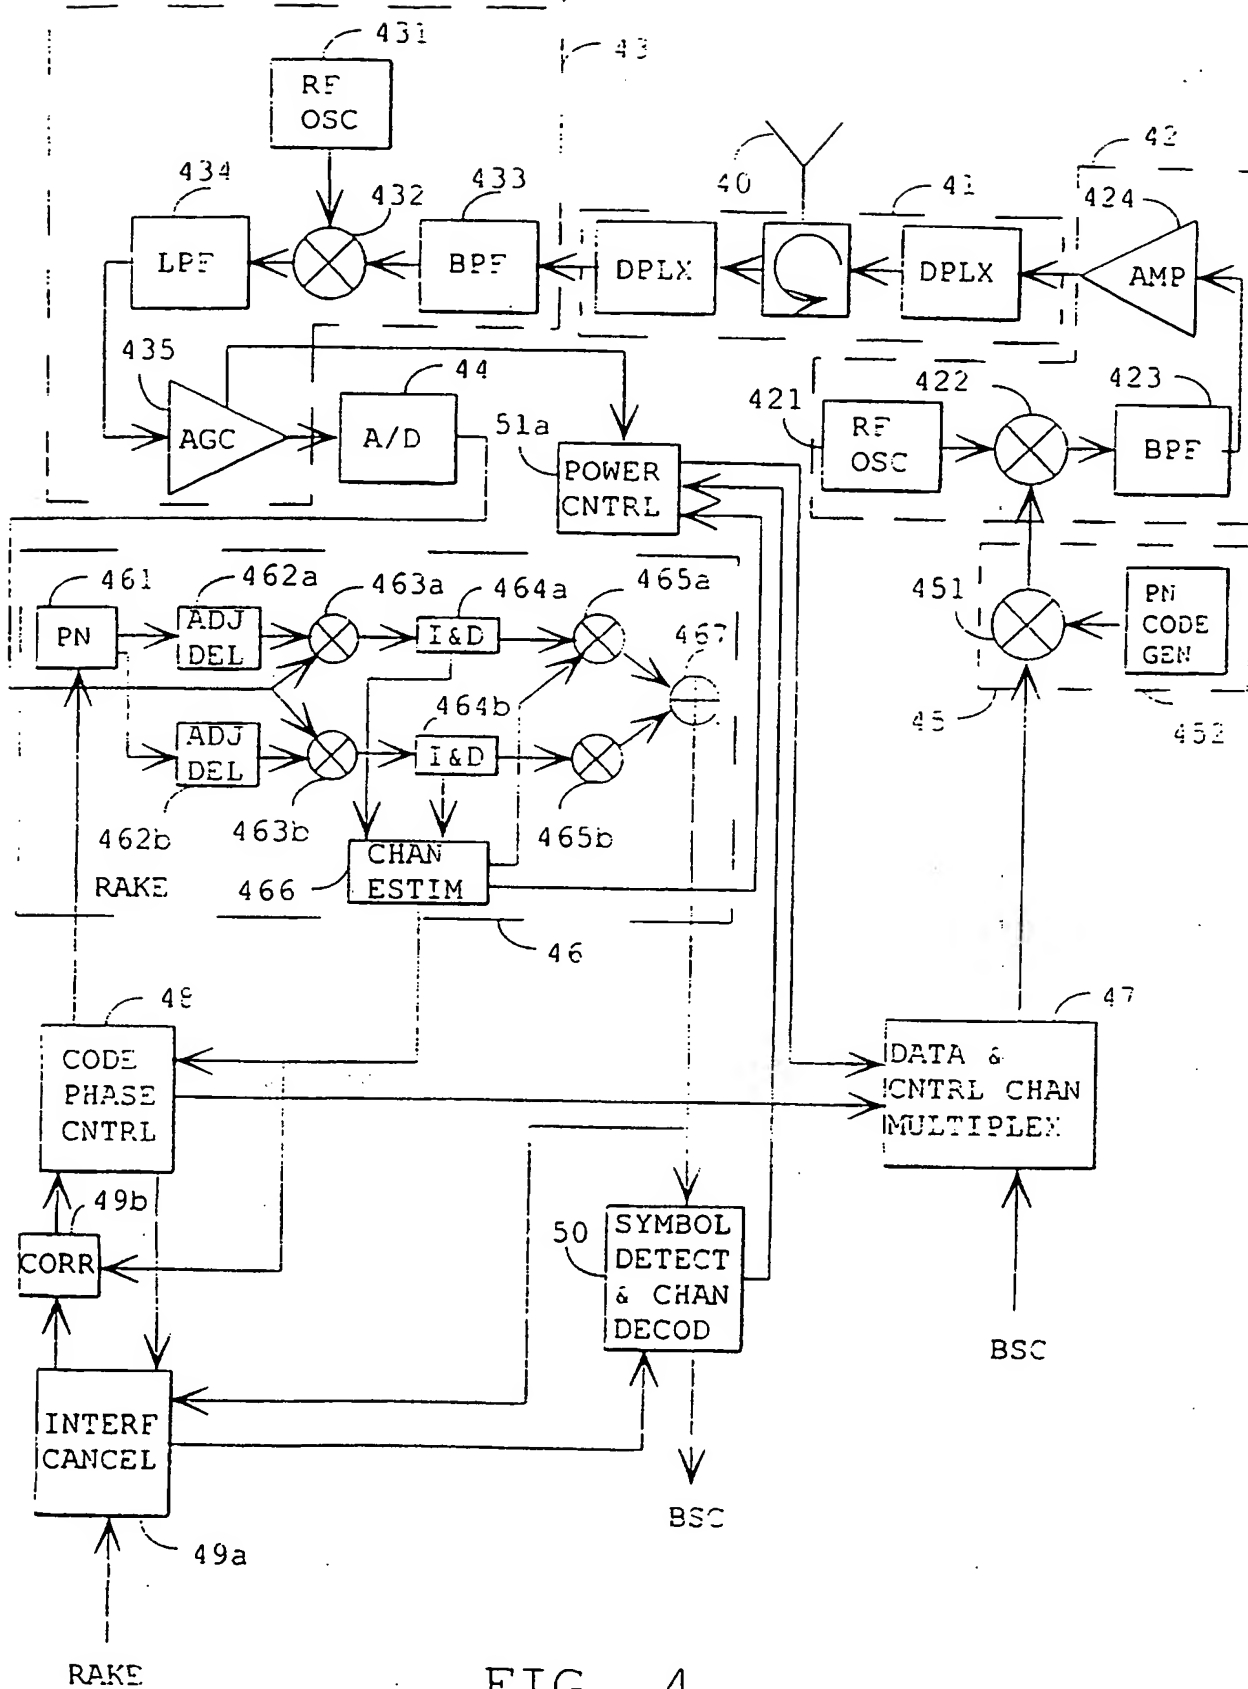 431
43
RF
OSC
40
42
434
432
433
41
424
LPF
BPF
DPLX
DPLX
AMP
435
44
422
423
421
51a
AGC
A/D
POWER
CNTRL
RF
OSC
BPF
461
462a
463a
464a
465a
467
451
PN
CODE
GEN
PN
ADJ
DEL
I&D
464b
45
452
ADJ
DEL
I&D
462b
463b
465b
CHAN
ESTIM
466
RAKE
46
48
47
CODE
PHASE
CNTRL
DATA &
CNTRL CHAN
MULTIPLEX
49b
50
SYMBOL
DETECT
& CHAN
DECOD
CORR
BSC
INTERF
CANCEL
BSC
49a
RAKE
FIG. 4